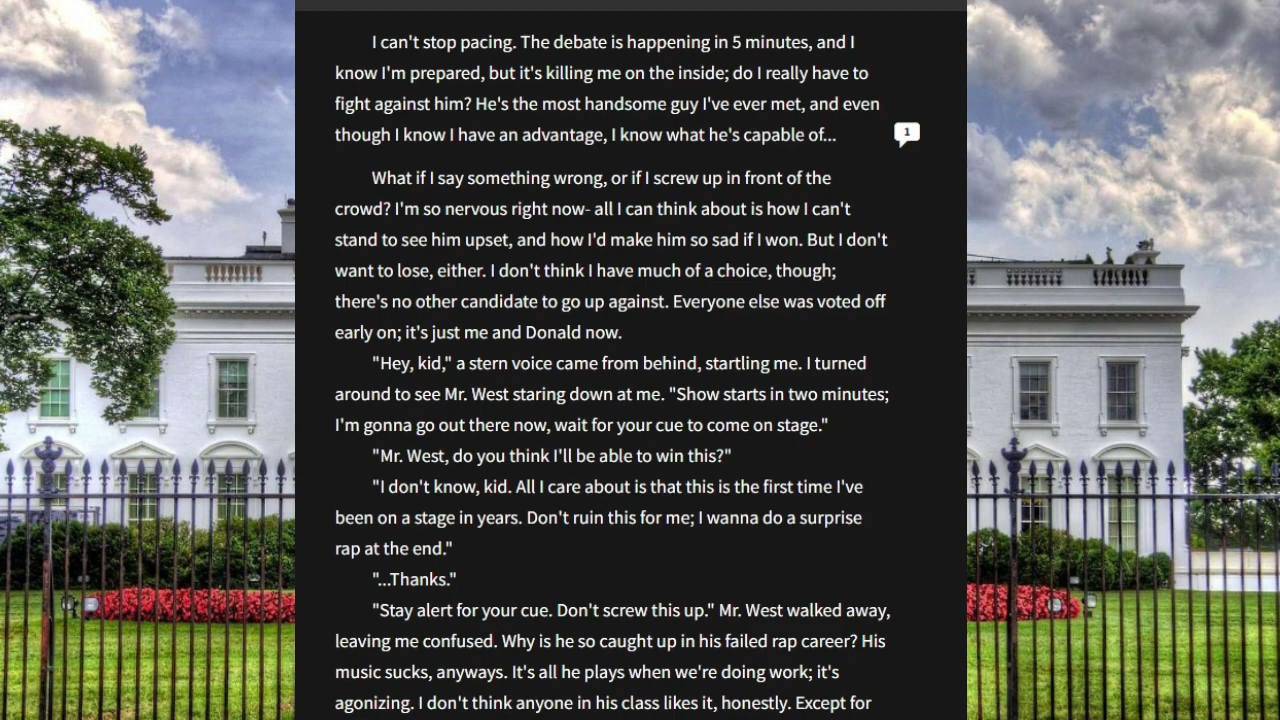 I can't stop pacing. The debate is happening in 5 minutes, and I
know I'm prepared, but it's killing me on the inside; do I really have to
fight against him? He's the most handsome guy I've ever met, and even
though I know I have an advantage, I know what he's capable of...
1
What if I say something wrong, or if I screw up in front of the
crowd? I'm so nervous right now- all I can think about is how I can't
stand to see him upset, and how I'd make him so sad if I won. But I don't
want to lose, either. I don't think I have much of a choice, though;
there's no other candidate to go up against. Everyone else was voted off
early on; it's just me and Donald now.
"Hey, kid," a stern voice came from behind, startling me. I turned
around to see Mr. West staring down at me. "Show starts in two minutes;
I'm gonna go out there now, wait for your cue to come on stage."
"Mr. West, do you think I'll be able to win this?"
"I don't know, kid. All I care about is that this is the first time I've
been on a stage in years. Don't ruin this for me; I wanna do a surprise
rap at the end."
"...Thanks."
"Stay alert for your cue. Don't screw this up." Mr. West walked away,
leaving me confused. Why is he so caught up in his failed rap career? His
music sucks, anyways. It's all he plays when we're doing work; it's
agonizing. I don't think anyone in his class likes it, honestly. Except for